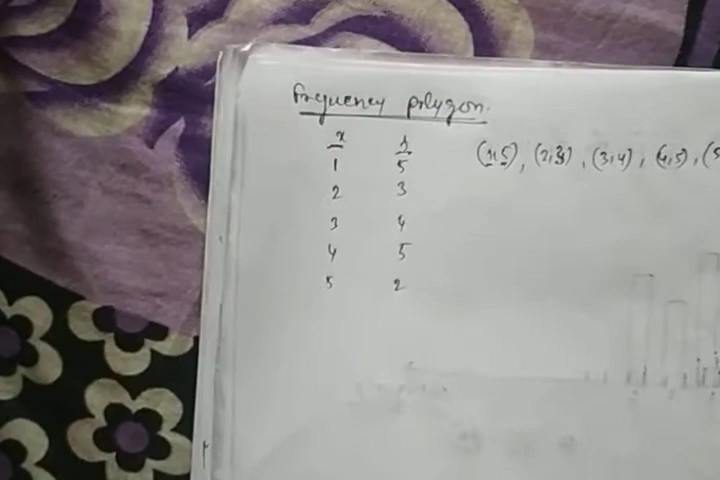 Frequency polygon.
x f
1 5 (1,5), (2,3), (3,4), (4,5), (5
2 3
3 4
4 5
5 2